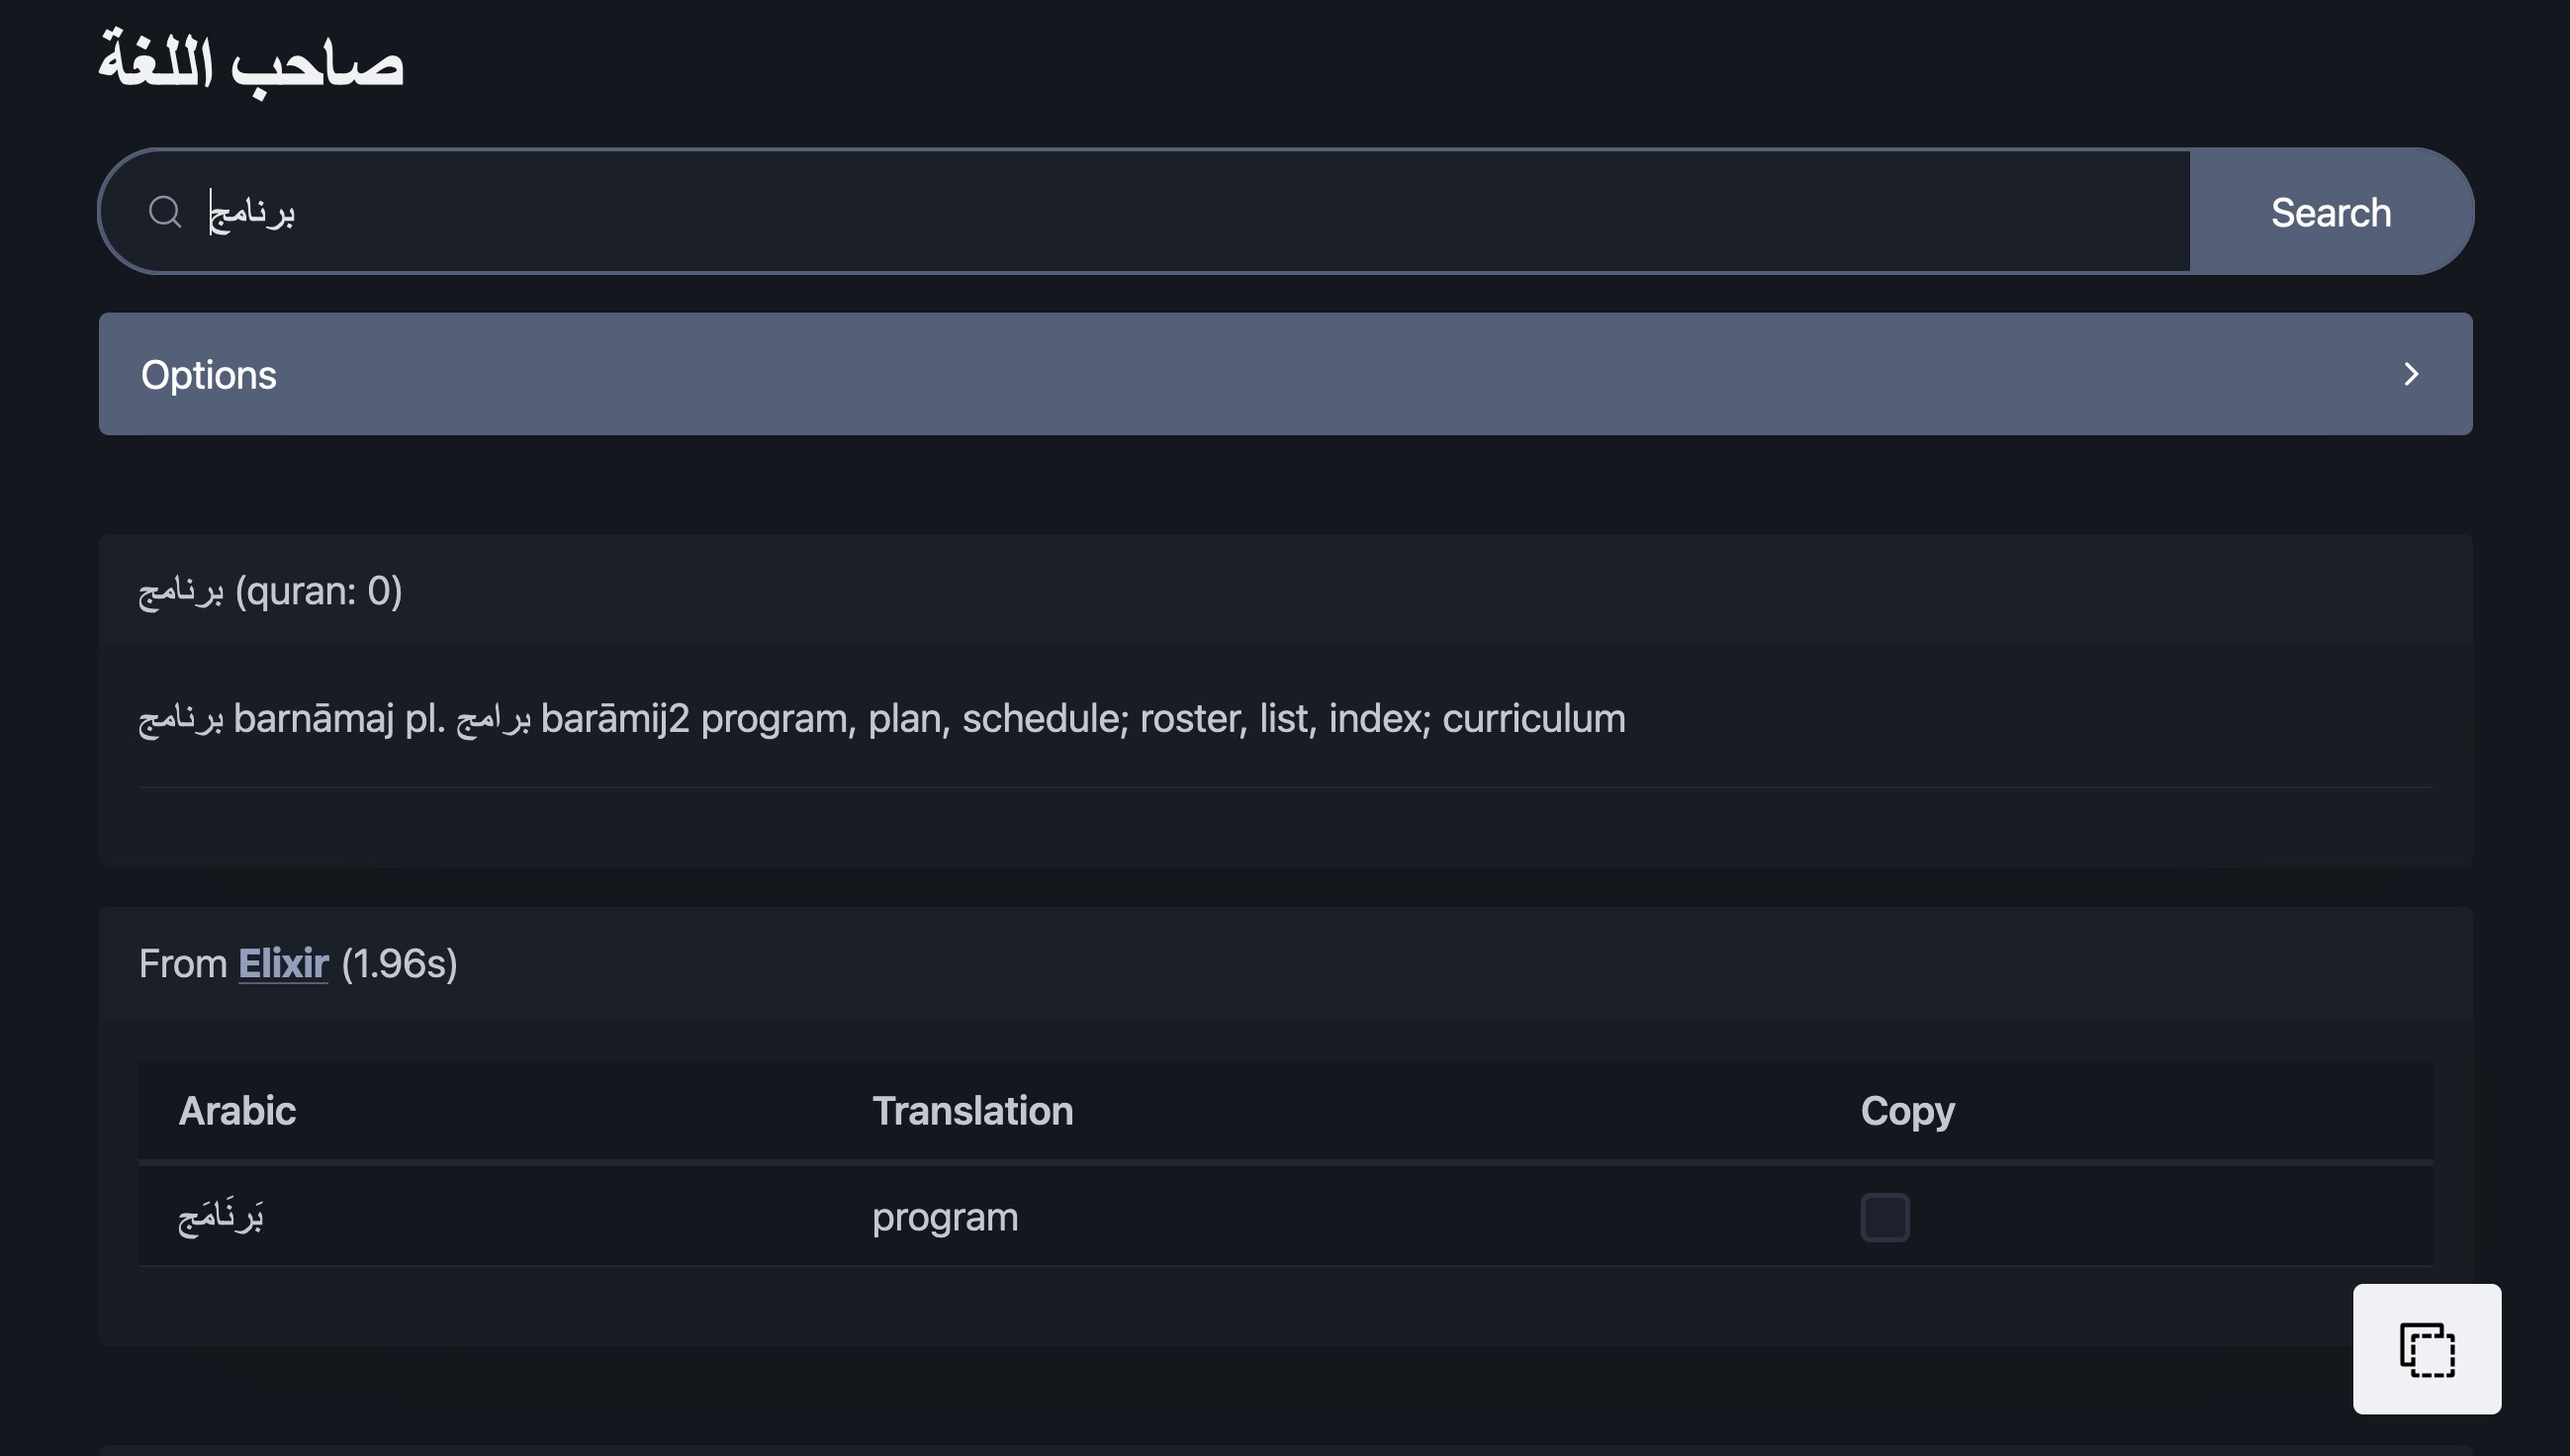 صاحب اللغة
برنامج
Search
Options
برنامج (quran: 0)
برنامج barnāmaj pl. برامج barāmij2 program, plan, schedule; roster, list, index; curriculum
From Elixir (1.96s)
Arabic Translation Copy
بَرنَامَج program